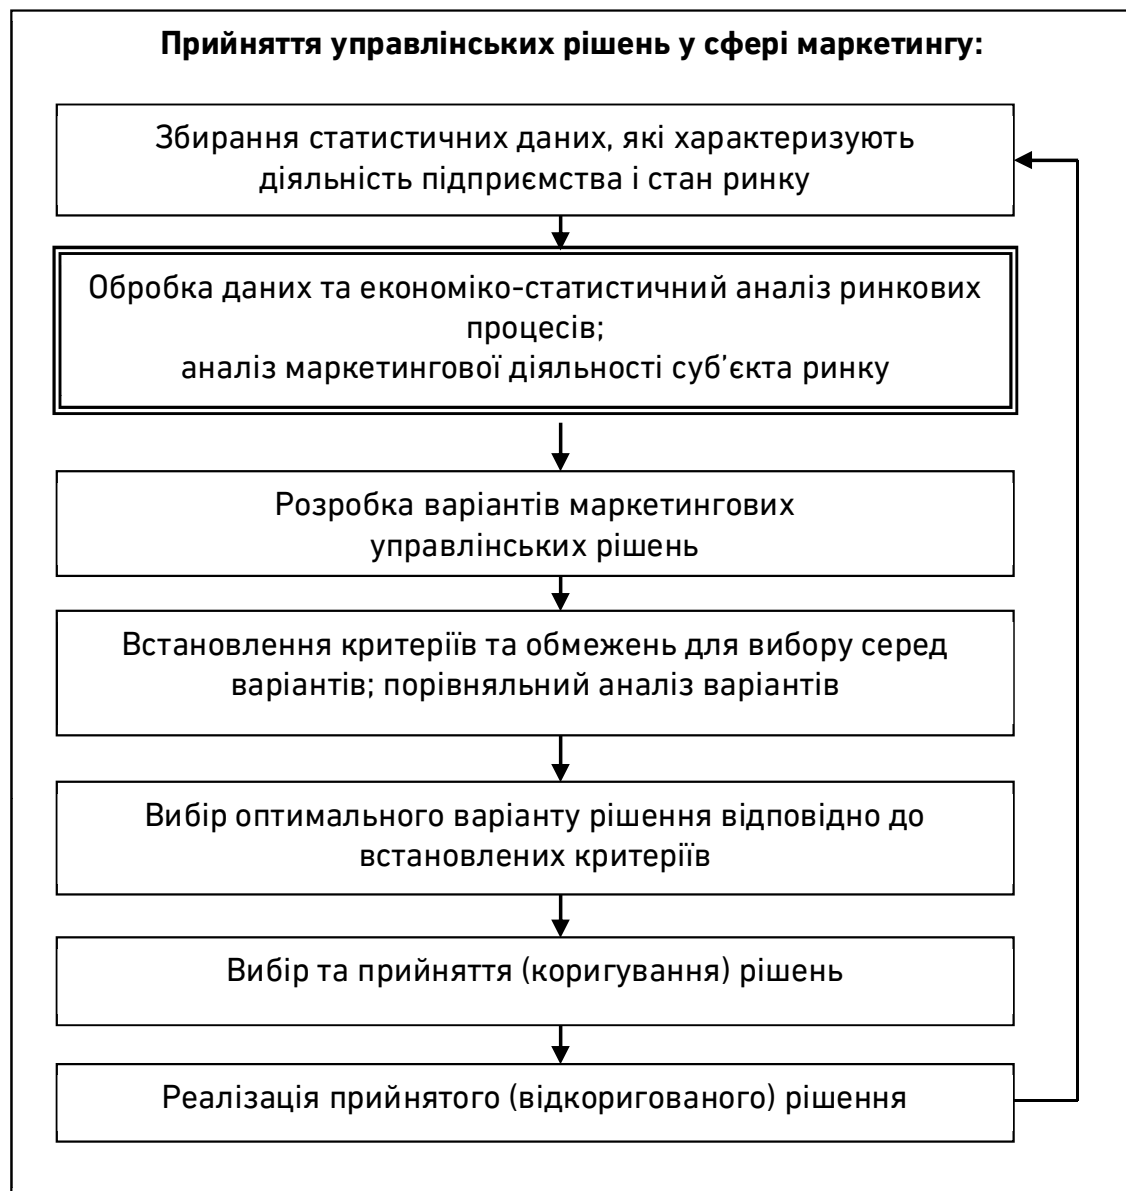 Прийняття управлінських рішень у сфері маркетингу:
Збирання статистичних даних, які характеризують
діяльність підприємства і стан ринку
Обробка даних та економіко-статистичний аналіз ринкових
процесів;
аналіз маркетингової діяльності суб’єкта ринку
Розробка варіантів маркетингових
управлінських рішень
Встановлення критеріїв та обмежень для вибору серед
варіантів; порівняльний аналіз варіантів
Вибір оптимального варіанту рішення відповідно до
встановлених критеріїв
Вибір та прийняття (коригування) рішень
Реалізація прийнятого (відкоригованого) рішення